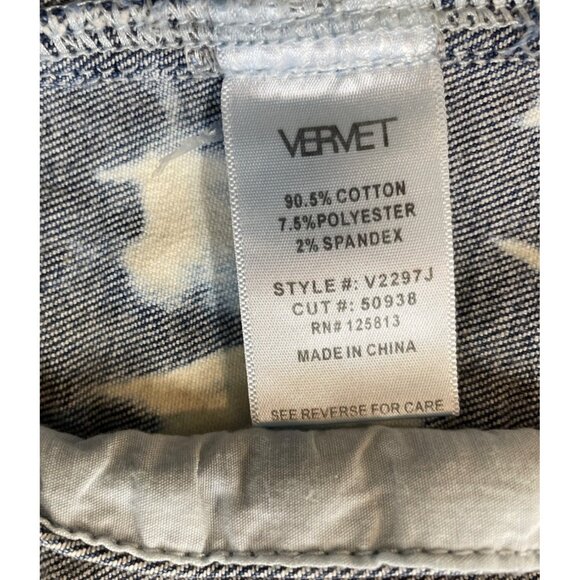 VERVET
90.5% COTTON
7.5%POLYESTER
2% SPANDEX
STYLE #: V2297J
CUT #: 50938
RN# 125813
MADE IN CHINA
SEE REVERSE FOR CARE